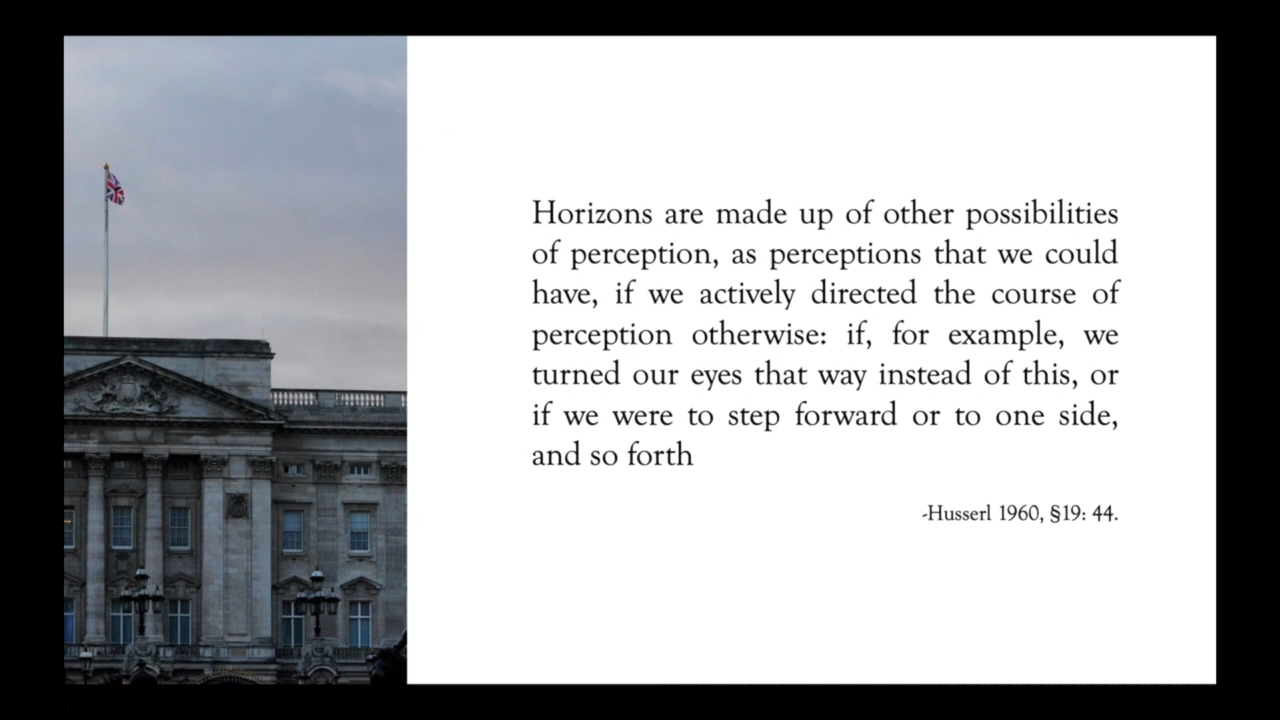 Horizons are made up of other possibilities
of perception, as perceptions that we could
have, if we actively directed the course of
perception otherwise: if, for example, we
turned our eyes that way instead of this, or
if we were to step forward or to one side,
and so forth
-Husserl 1960, §19: 44.